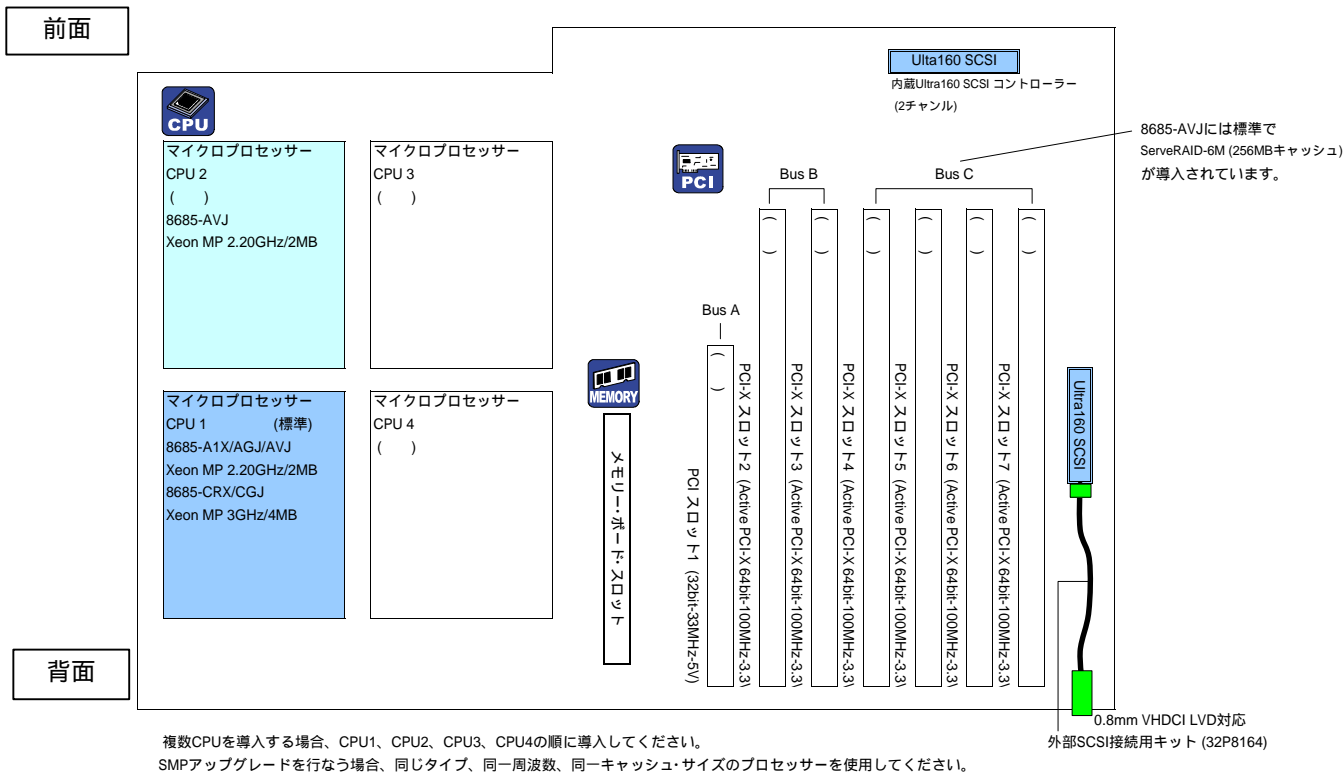 前面
Ulta160 SCSI
内蔵Ultra160 SCSI コントローラー
(2チャンル)
8685-AVJには標準で
ServeRAID-6M (256MBキャッシュ)
が導入されています。
CPU
マイクロプロセッサー
CPU 2
(　　)
8685-AVJ
Xeon MP 2.20GHz/2MB
マイクロプロセッサー
CPU 3
(　　)
PCI
Bus B
Bus C
(　　)
(　　)
(　　)
(　　)
(　　)
(　　)
Bus A
(　　)
マイクロプロセッサー
CPU 1 (標準)
8685-A1X/AGJ/AVJ
Xeon MP 2.20GHz/2MB
8685-CRX/CGJ
Xeon MP 3GHz/4MB
マイクロプロセッサー
CPU 4
(　　)
MEMORY
メモリー・ボード・スロット
PCI スロット1 (32bit-33MHz-5V)
PCI-X スロット2 (Active PCI-X 64bit-100MHz-3.3
PCI-X スロット3 (Active PCI-X 64bit-100MHz-3.3
PCI-X スロット4 (Active PCI-X 64bit-100MHz-3.3
PCI-X スロット5 (Active PCI-X 64bit-100MHz-3.3
PCI-X スロット6 (Active PCI-X 64bit-100MHz-3.3
PCI-X スロット7 (Active PCI-X 64bit-100MHz-3.3
Ultra160 SCSI
背面
0.8mm VHDCI LVD対応
外部SCSI接続用キット (32P8164)
複数CPUを導入する場合、CPU1、CPU2、CPU3、CPU4の順に導入してください。
SMPアップグレードを行なう場合、同じタイプ、同一周波数、同一キャッシュ・サイズのプロセッサーを使用してください。